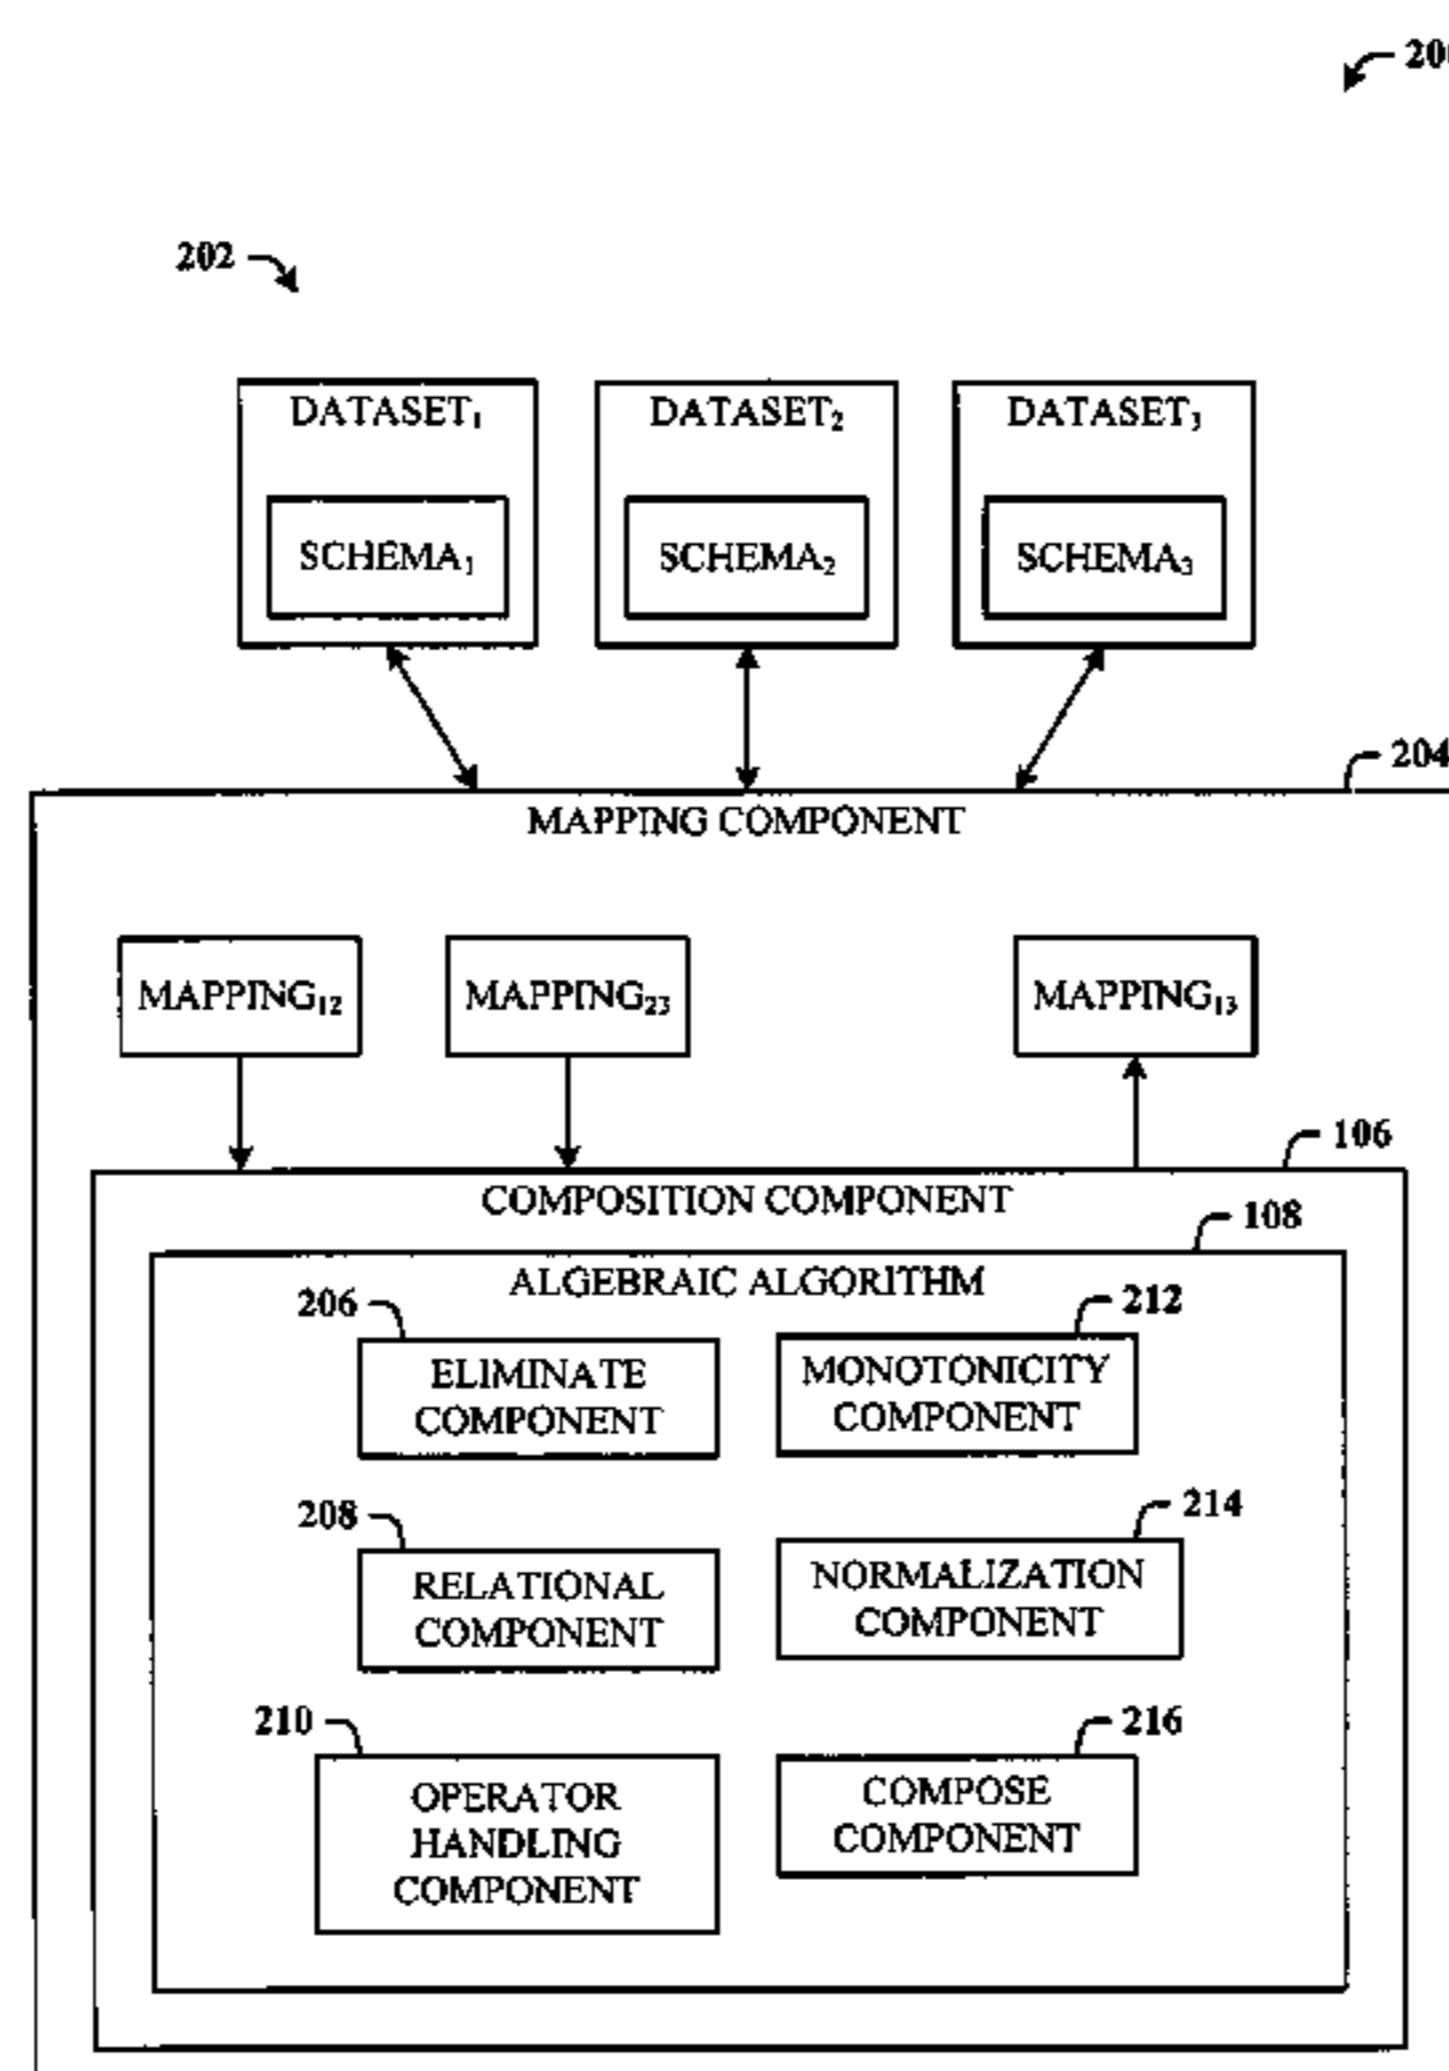 200
202
DATASET₁ DATASET₂ DATASET₃
SCHEMA₁ SCHEMA₂ SCHEMA₃
204
MAPPING COMPONENT
MAPPING₁₂ MAPPING₂₃ MAPPING₁₃
106
COMPOSITION COMPONENT
108
ALGEBRAIC ALGORITHM
206
ELIMINATE
COMPONENT
212
MONOTONICITY
COMPONENT
208
RELATIONAL
COMPONENT
214
NORMALIZATION
COMPONENT
210
OPERATOR
HANDLING
COMPONENT
216
COMPOSE
COMPONENT